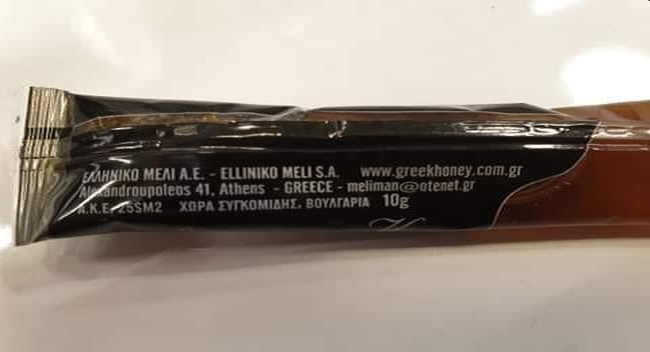 ΕΛΛΗΝΙΚΟ ΜΕΛΙ Α.Ε. - ELLINIKO MELI S.A. www.greekhoney.com.gr
Alexandroupoleos 41, Athens - GREECE - meliman@otenet.gr
Α.Κ.Ε. 25SM2 ΧΩΡΑ ΣΥΓΚΟΜΙΔΗΣ. ΒΟΥΛΓΑΡΙΑ 10g